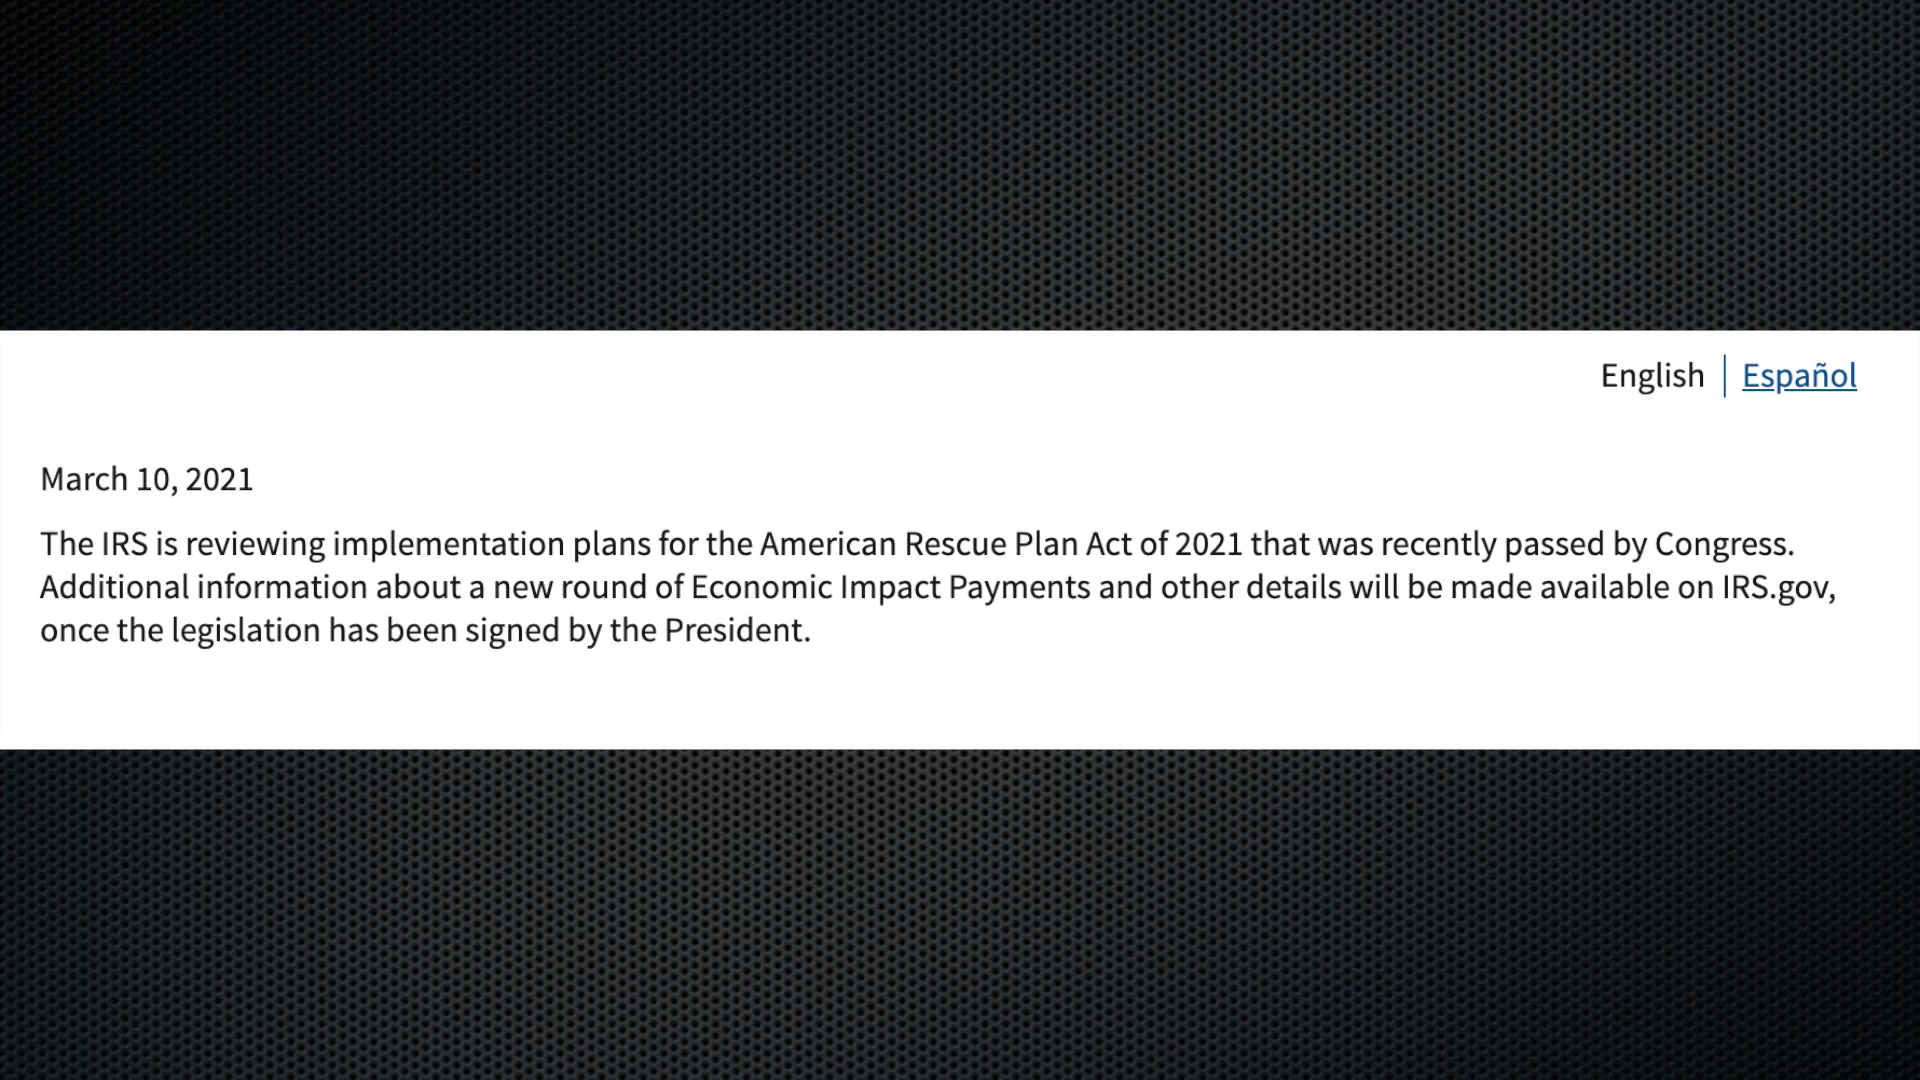 English | Español
March 10, 2021
The IRS is reviewing implementation plans for the American Rescue Plan Act of 2021 that was recently passed by Congress.
Additional information about a new round of Economic Impact Payments and other details will be made available on IRS.gov,
once the legislation has been signed by the President.